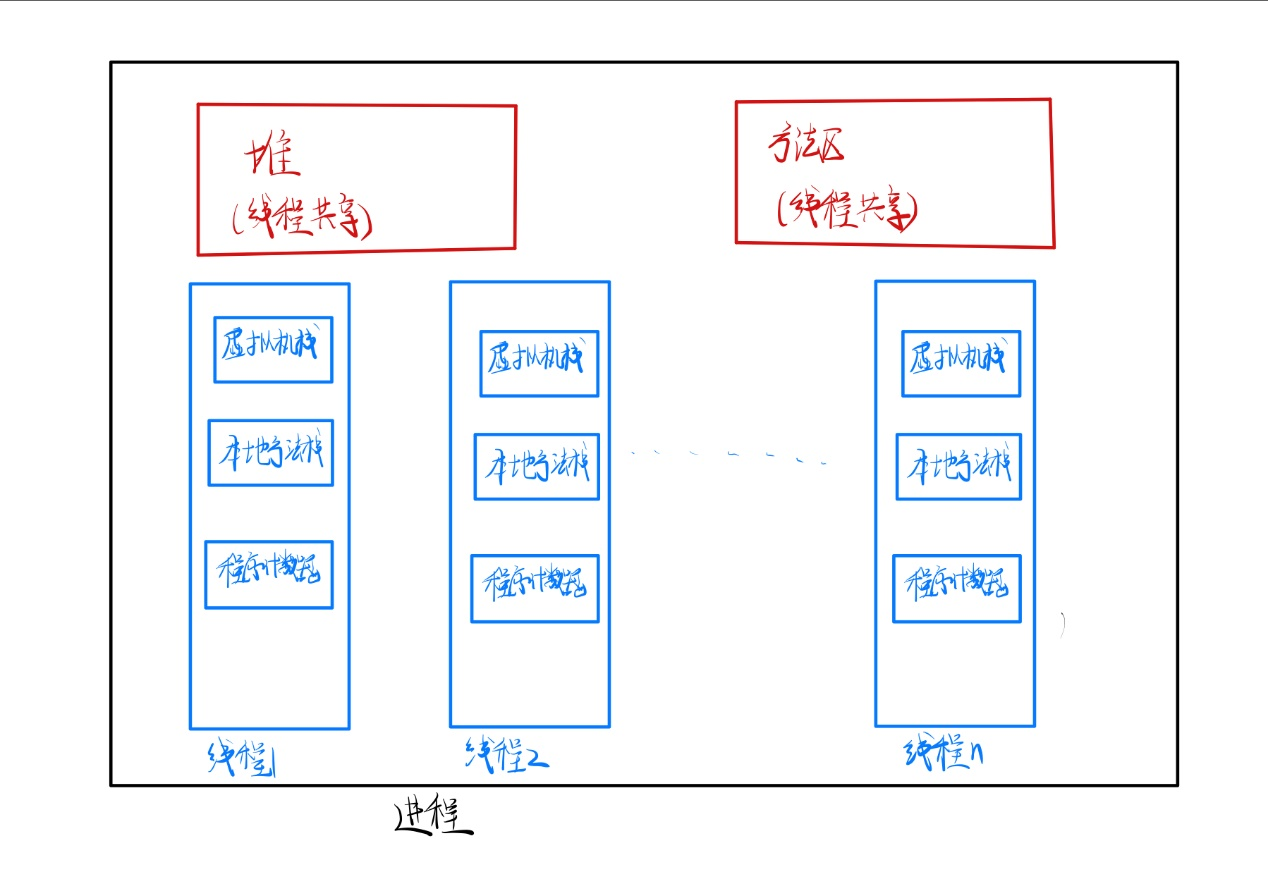 堆
(线程共享)
方法区
(线程共享)
虚拟机栈
本地方法栈
程序计数器
线程1
虚拟机栈
本地方法栈
程序计数器
线程2
虚拟机栈
本地方法栈
程序计数器
线程n
进程